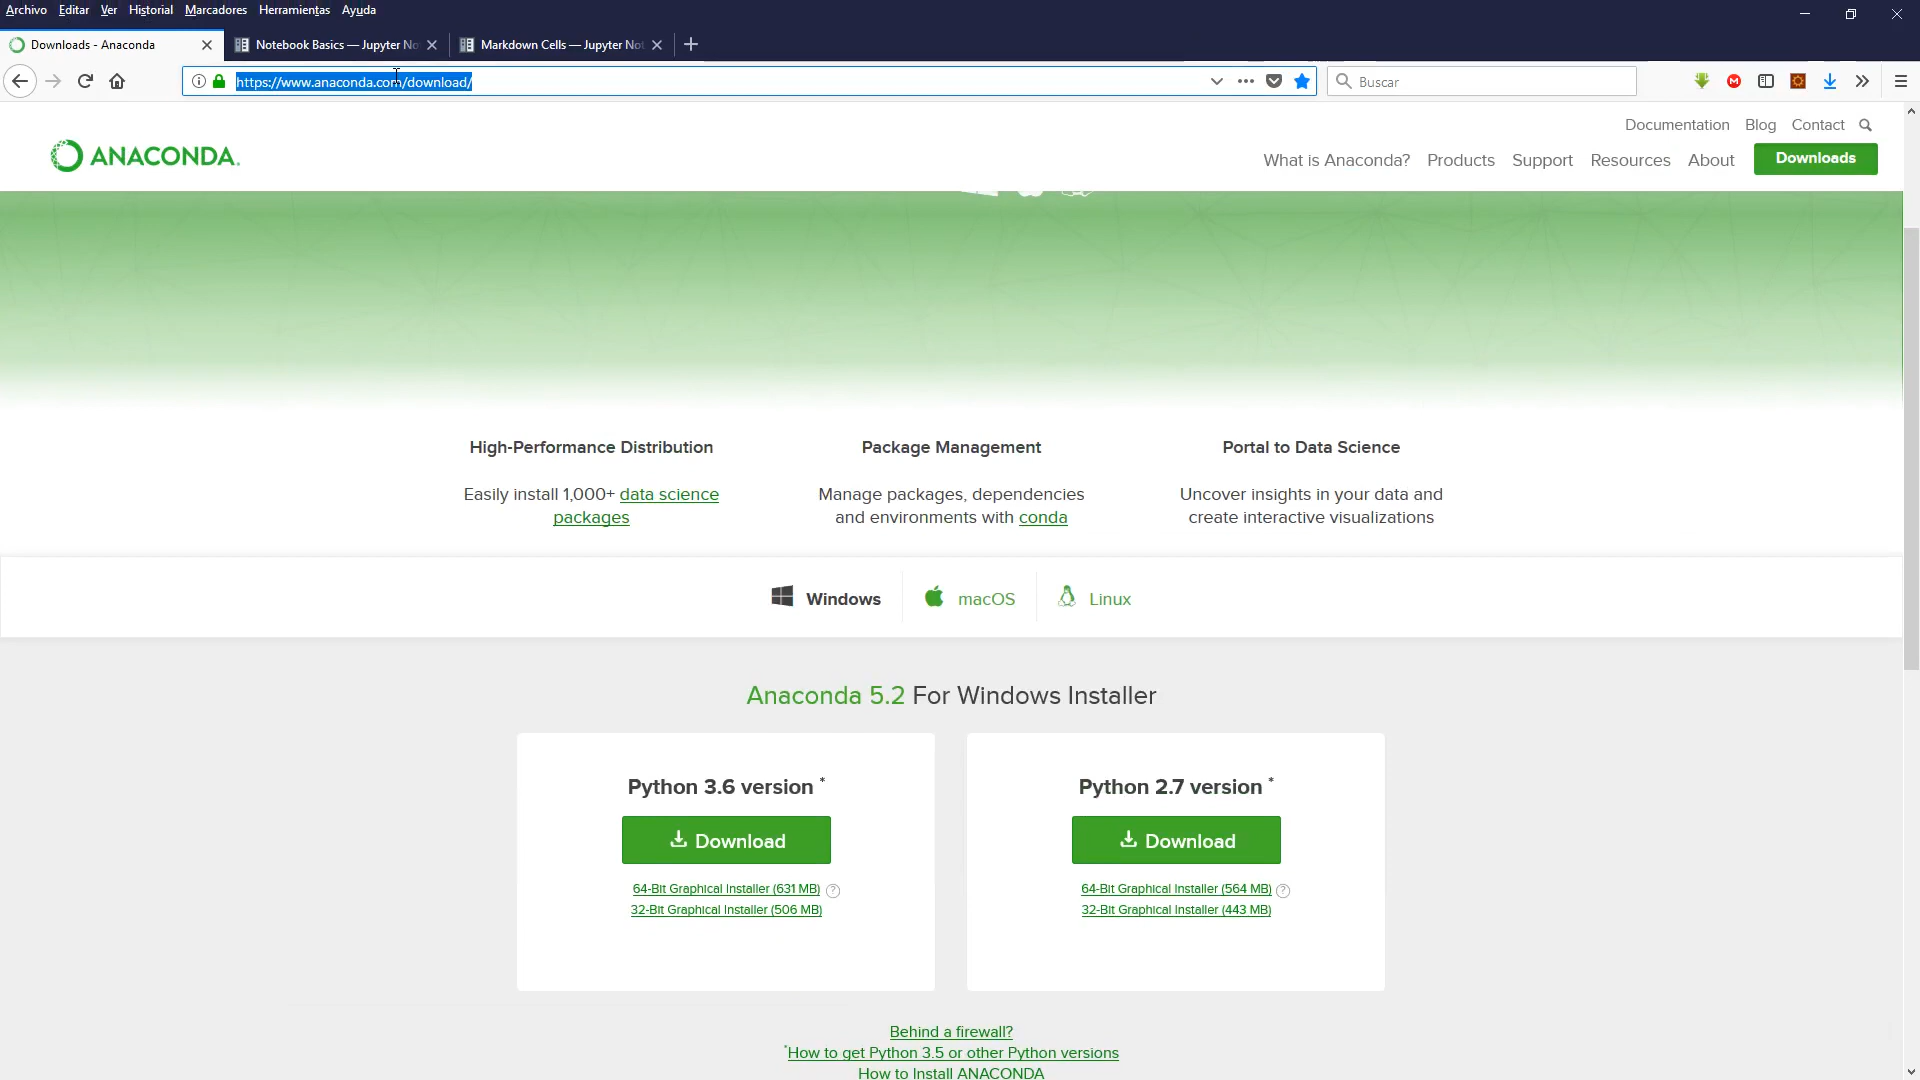 Archivo Editar Ver Historial Marcadores Herramientas Ayuda
Downloads - Anaconda
Notebook Basics — Jupyter No
Markdown Cells — Jupyter Not
https://www.anaconda.com/download/
Buscar
Documentation Blog Contact
ANACONDA.
What is Anaconda? Products Support Resources About Downloads
High-Performance Distribution
Easily install 1,000+ data science
packages
Package Management
Manage packages, dependencies
and environments with conda
Portal to Data Science
Uncover insights in your data and
create interactive visualizations
Windows macOS Linux
Anaconda 5.2 For Windows Installer
Python 3.6 version *
Download
64-Bit Graphical Installer (631 MB) ?
32-Bit Graphical Installer (506 MB)
Python 2.7 version *
Download
64-Bit Graphical Installer (564 MB) ?
32-Bit Graphical Installer (443 MB)
Behind a firewall?
*How to get Python 3.5 or other Python versions
How to Install ANACONDA